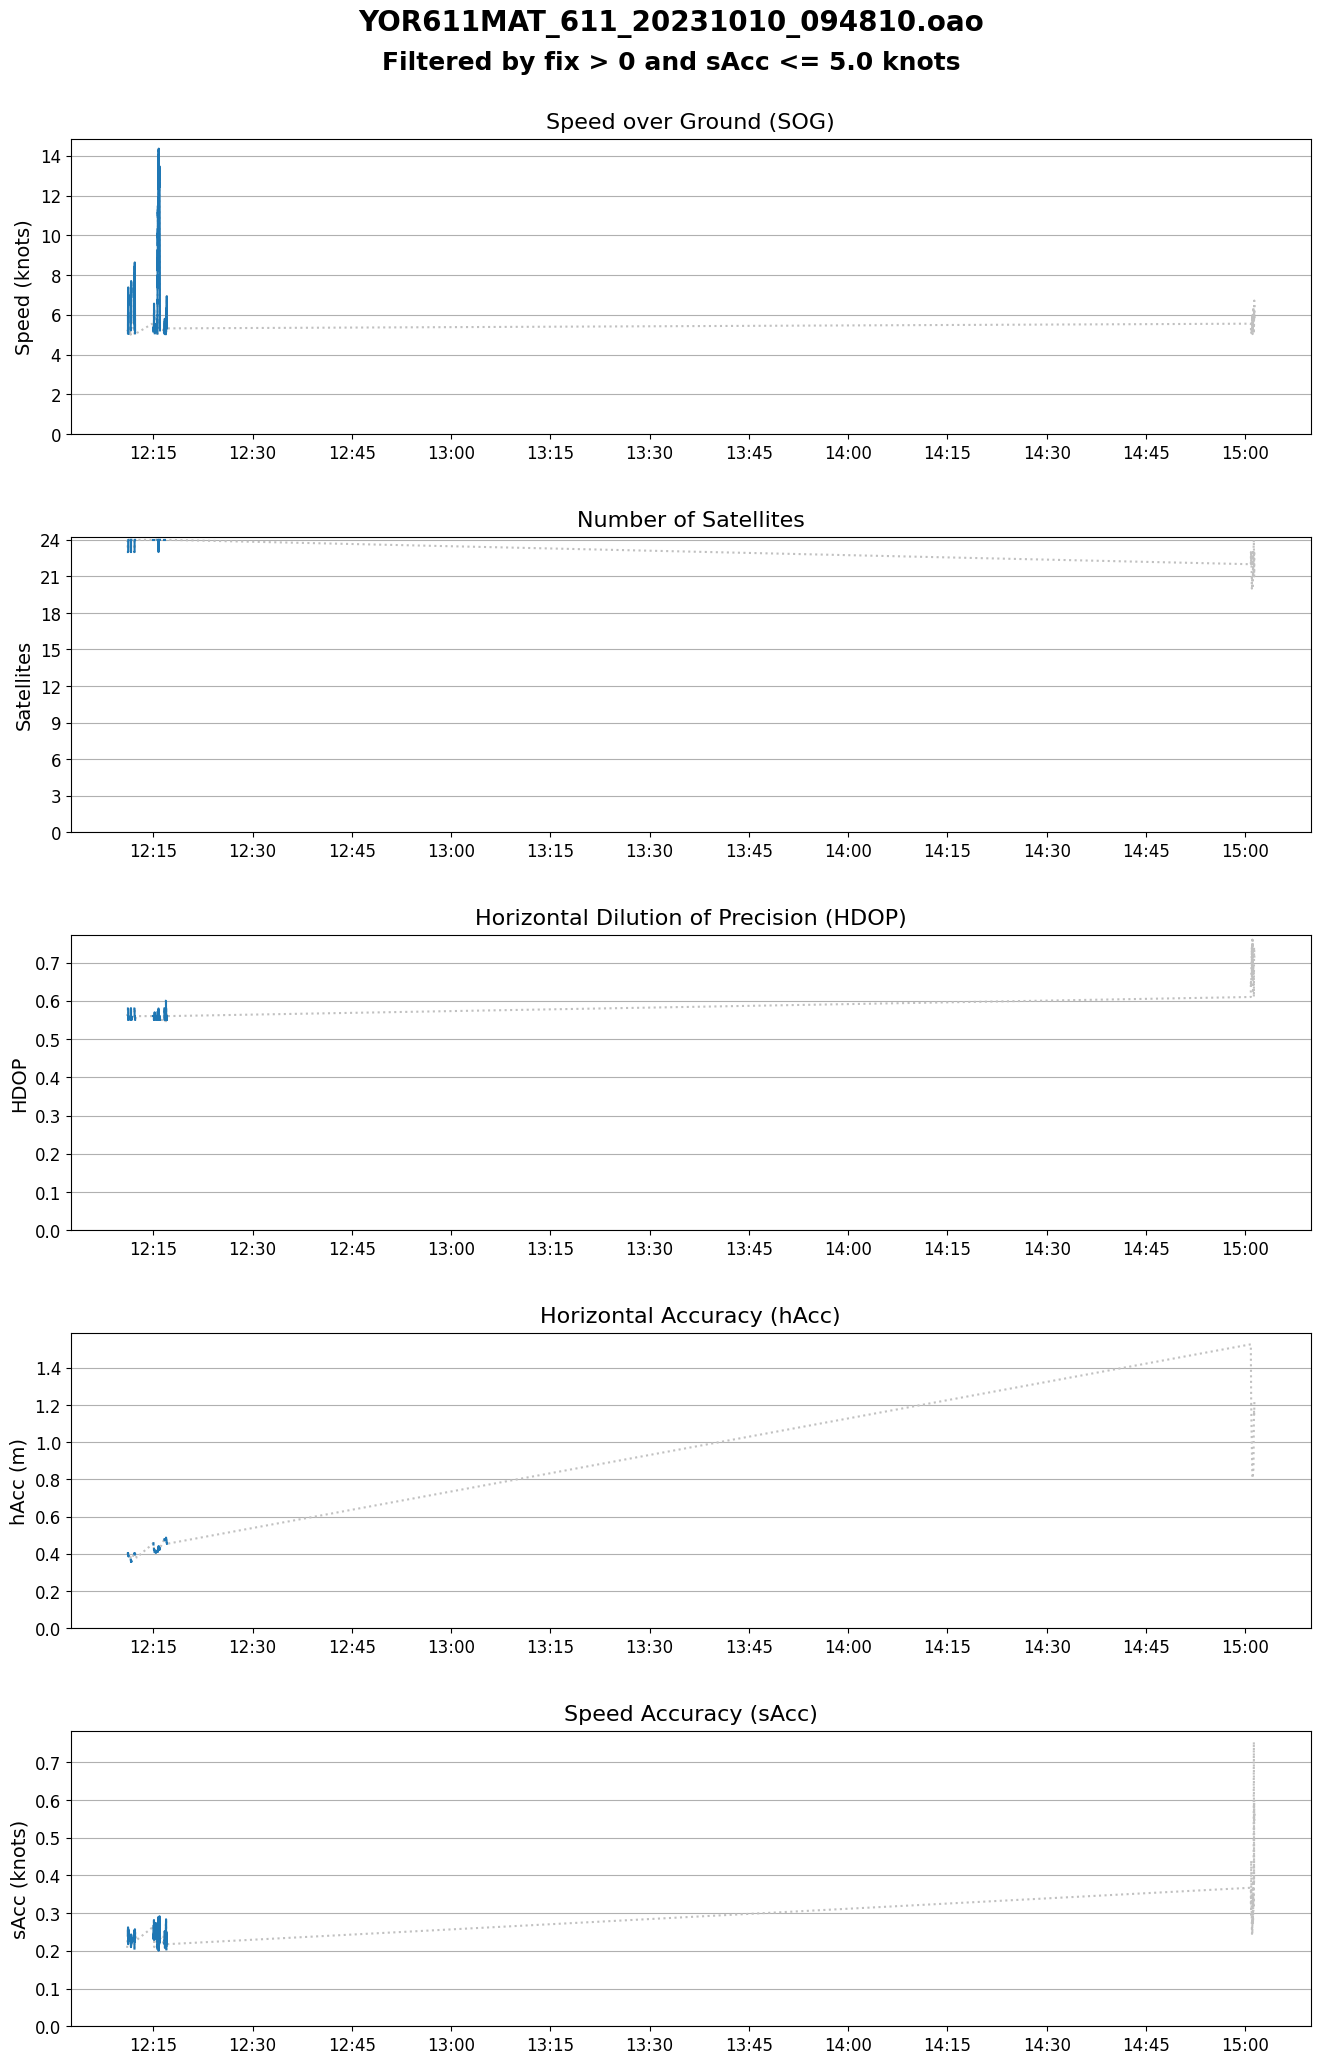 YOR611MAT_611_20231010_094810.oao
Filtered by fix > 0 and sAcc <= 5.0 knots
Speed over Ground (SOG)
Speed (knots)
14
12
10
8
6
4
2
0
12:15 12:30 12:45 13:00 13:15 13:30 13:45 14:00 14:15 14:30 14:45 15:00
Number of Satellites
Satellites
24
21
18
15
12
9
6
3
0
12:15 12:30 12:45 13:00 13:15 13:30 13:45 14:00 14:15 14:30 14:45 15:00
Horizontal Dilution of Precision (HDOP)
HDOP
0.7
0.6
0.5
0.4
0.3
0.2
0.1
0.0
12:15 12:30 12:45 13:00 13:15 13:30 13:45 14:00 14:15 14:30 14:45 15:00
Horizontal Accuracy (hAcc)
hAcc (m)
1.4
1.2
1.0
0.8
0.6
0.4
0.2
0.0
12:15 12:30 12:45 13:00 13:15 13:30 13:45 14:00 14:15 14:30 14:45 15:00
Speed Accuracy (sAcc)
sAcc (knots)
0.7
0.6
0.5
0.4
0.3
0.2
0.1
0.0
12:15 12:30 12:45 13:00 13:15 13:30 13:45 14:00 14:15 14:30 14:45 15:00